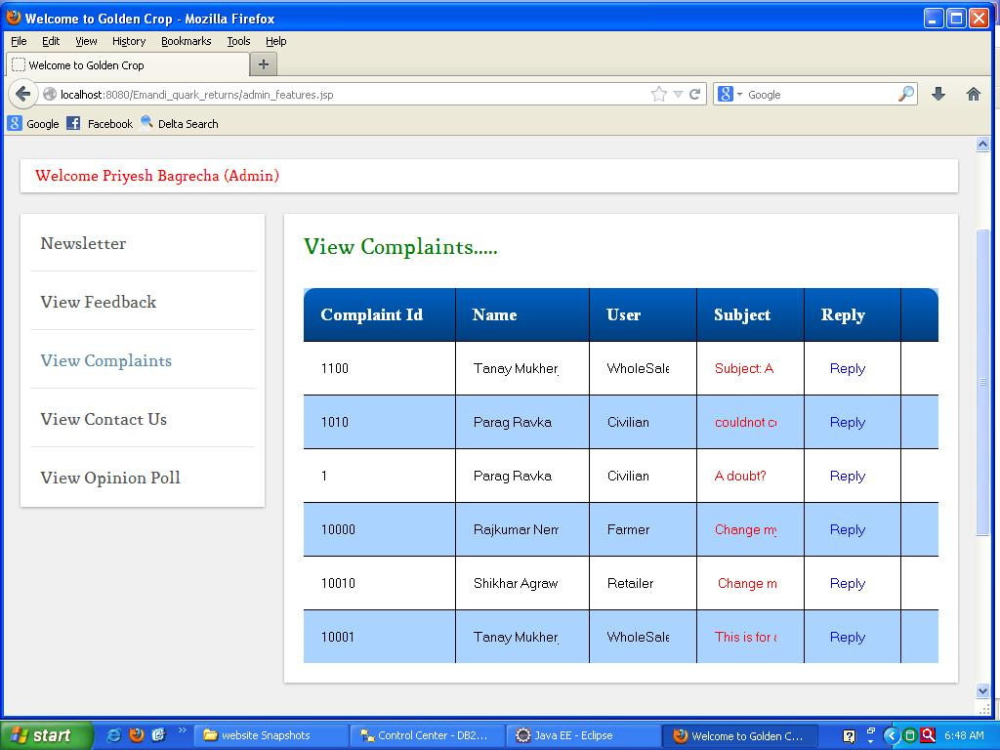 Welcome to Golden Crop - Mozilla Firefox
File Edit View History Bookmarks Tools Help
Welcome to Golden Crop
localhost:8080/Emandi_quark_returns/admin_features.jsp Google
Google Facebook Delta Search
Welcome Priyesh Bagrecha (Admin)
Newsletter
View Feedback
View Complaints
View Contact Us
View Opinion Poll
View Complaints.....
Complaint Id Name User Subject Reply
1100 Tanay Mukher WholeSale Subject: A Reply
1010 Parag Ravka Civilian couldnot c Reply
1 Parag Ravka Civilian A doubt? Reply
10000 Rajkumar Nem Farmer Change my Reply
10010 Shikhar Agraw Retailer Change m Reply
10001 Tanay Mukher WholeSale This is for a Reply
start website Snapshots Control Center - DB2... Java EE - Eclipse Welcome to Golden C... 6:48 AM